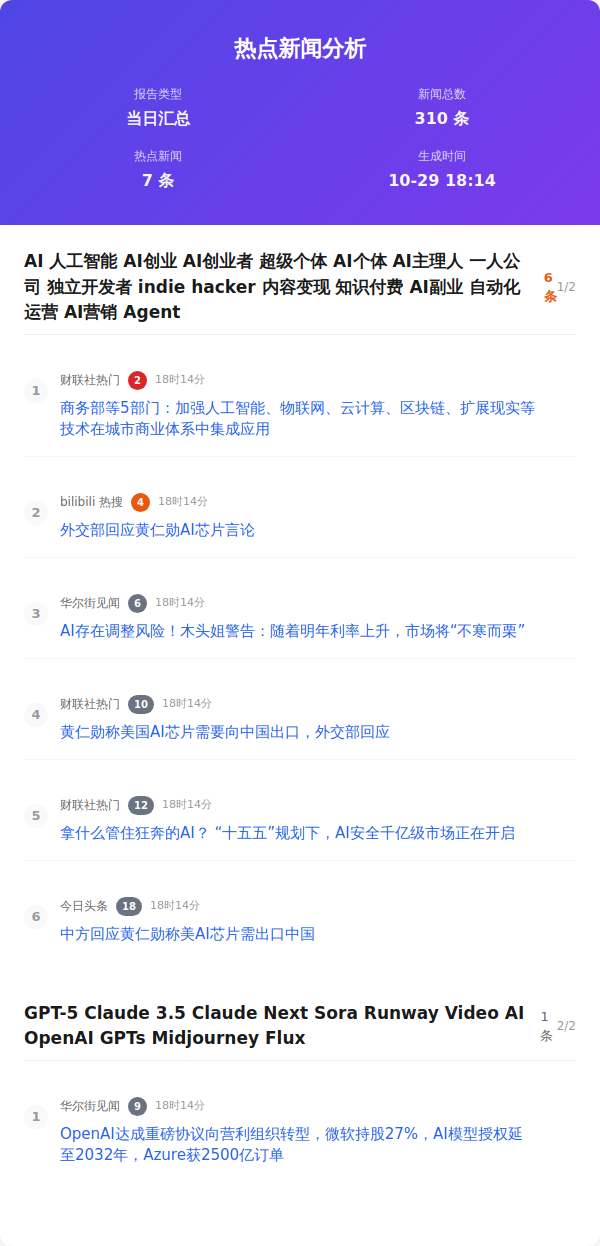 热点新闻分析
报告类型
新闻总数
当日汇总
310 条
热点新闻
生成时间
7 条
10-29 18:14
AI 人工智能 AI创业 AI创业者 超级个体 AI个体 AI主理人 一人公
司 独立开发者 indie hacker 内容变现 知识付费 AI副业 自动化
运营 AI营销 Agent
6
条
1/2
1
财联社热门 2 18时14分
商务部等5部门：加强人工智能、物联网、云计算、区块链、扩展现实等
技术在城市商业体系中集成应用
2
bilibili 热搜 4 18时14分
外交部回应黄仁勋AI芯片言论
3
华尔街见闻 6 18时14分
AI存在调整风险！木头姐警告：随着明年利率上升，市场将“不寒而栗”
4
财联社热门 10 18时14分
黄仁勋称美国AI芯片需要向中国出口，外交部回应
5
财联社热门 12 18时14分
拿什么管住狂奔的AI？ “十五五”规划下，AI安全千亿级市场正在开启
6
今日头条 18 18时14分
中方回应黄仁勋称美AI芯片需出口中国
GPT-5 Claude 3.5 Claude Next Sora Runway Video AI
OpenAI GPTs Midjourney Flux
1
条
2/2
1
华尔街见闻 9 18时14分
OpenAI达成重磅协议向营利组织转型，微软持股27%，AI模型授权延
至2032年，Azure获2500亿订单